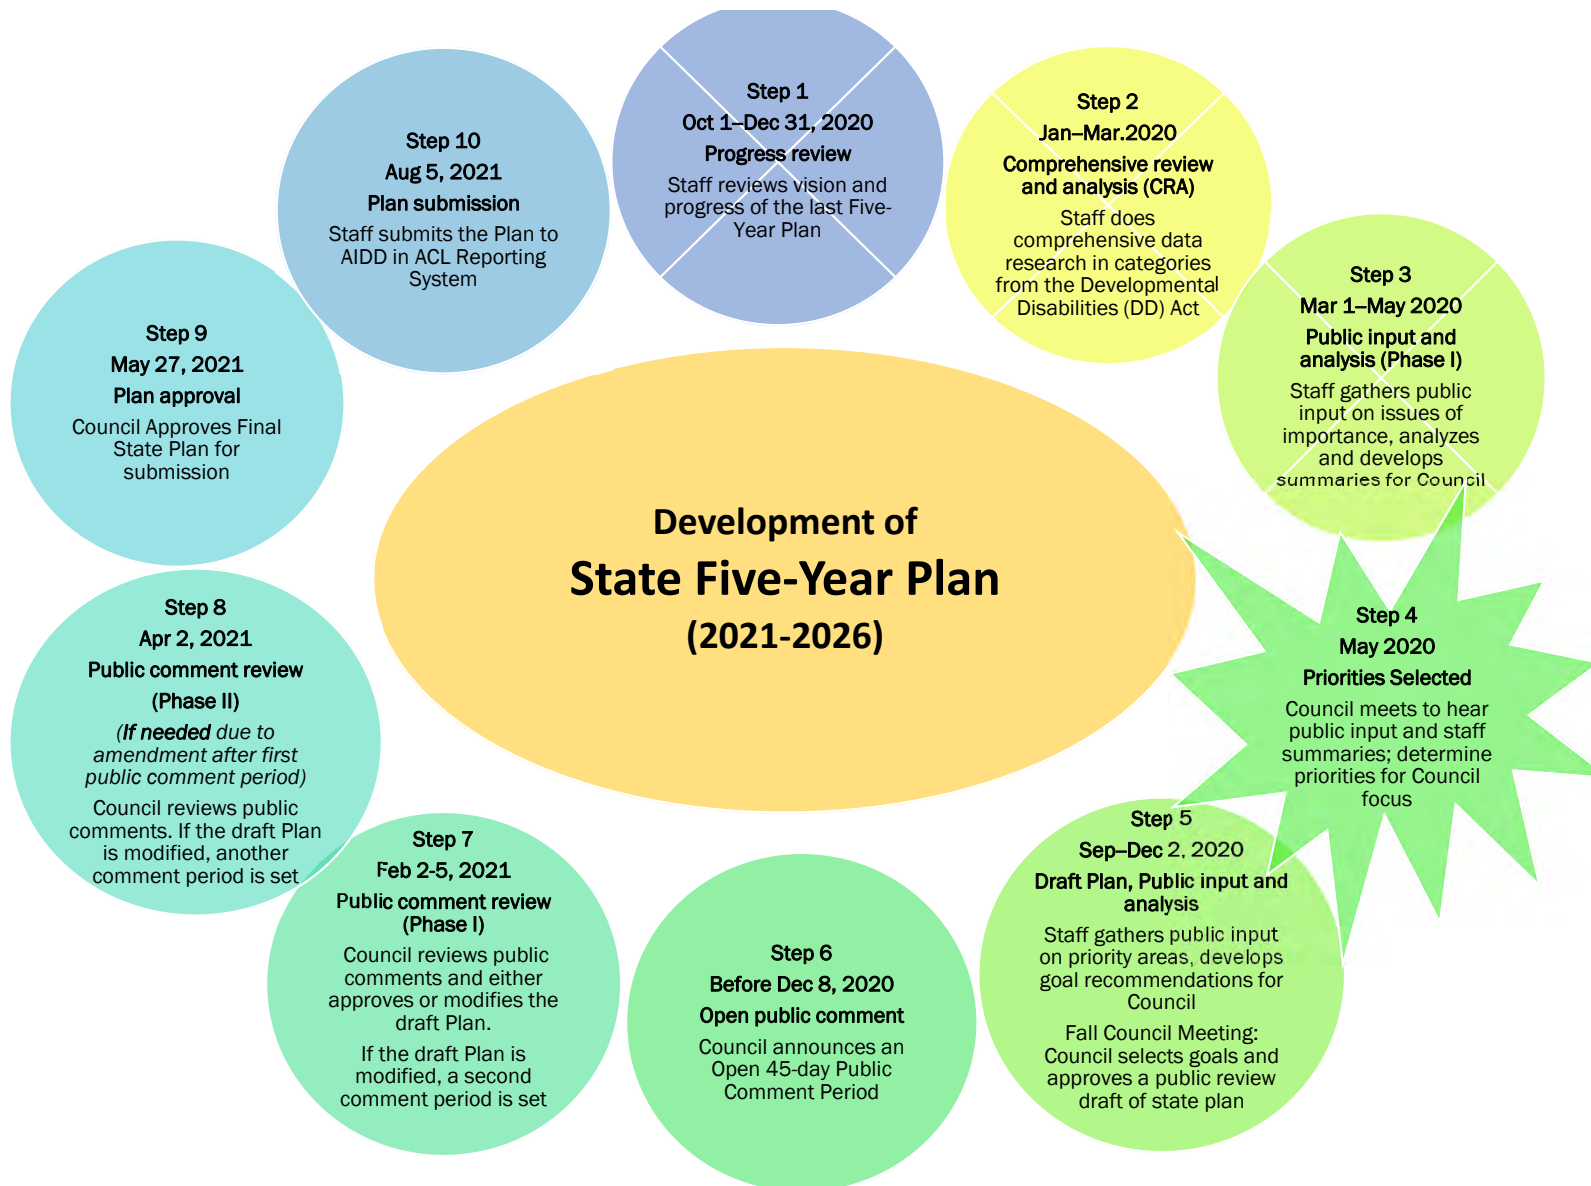 Step 1
Oct 1–Dec 31, 2020
Progress review
Staff reviews vision and
progress of the last Five-
Year Plan
Step 2
Jan–Mar.2020
Comprehensive review
and analysis (CRA)
Staff does
comprehensive data
research in categories
from the Developmental
Disabilities (DD) Act
Step 3
Mar 1–May 2020
Public input and
analysis (Phase I)
Staff gathers public
input on issues of
importance, analyzes
and develops
summaries for Council
Step 4
May 2020
Priorities Selected
Council meets to hear
public input and staff
summaries; determine
priorities for Council
focus
Step 5
Sep–Dec 2, 2020
Draft Plan, Public input and
analysis
Staff gathers public input
on priority areas, develops
goal recommendations for
Council
Fall Council Meeting:
Council selects goals and
approves a public review
draft of state plan
Step 6
Before Dec 8, 2020
Open public comment
Council announces an
Open 45-day Public
Comment Period
Step 7
Feb 2-5, 2021
Public comment review
(Phase I)
Council reviews public
comments and either
approves or modifies the
draft Plan.
If the draft Plan is
modified, a second
comment period is set
Step 8
Apr 2, 2021
Public comment review
(Phase II)
(If needed due to
amendment after first
public comment period)
Council reviews public
comments. If the draft Plan
is modified, another
comment period is set
Step 9
May 27, 2021
Plan approval
Council Approves Final
State Plan for
submission
Step 10
Aug 5, 2021
Plan submission
Staff submits the Plan to
AIDD in ACL Reporting
System
Development of
State Five-Year Plan
(2021-2026)